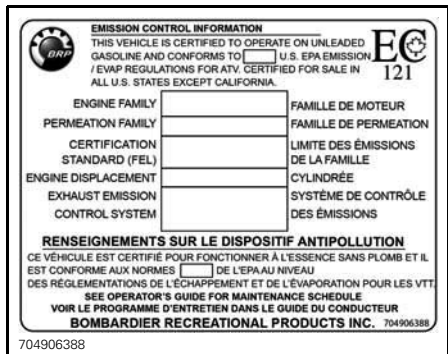 EMISSION CONTROL INFORMATION
THIS VEHICLE IS CERTIFIED TO OPERATE ON UNLEADED
GASOLINE AND CONFORMS TO U.S. EPA EMISSION
/ EVAP REGULATIONS FOR ATV. CERTIFIED FOR SALE IN
ALL U.S. STATES EXCEPT CALIFORNIA.
BRP
EC
121
ENGINE FAMILY FAMILLE DE MOTEUR
PERMEATION FAMILY FAMILLE DE PERMEATION
CERTIFICATION LIMITE DES ÉMISSIONS
STANDARD (FEL) DE LA FAMILLE
ENGINE DISPLACEMENT CYLINDRÉE
EXHAUST EMISSION SYSTÈME DE CONTRÔLE
CONTROL SYSTEM DES ÉMISSIONS
RENSEIGNEMENTS SUR LE DISPOSITIF ANTIPOLLUTION
CE VÉHICULE EST CERTIFIÉ POUR FONCTIONNER À L'ESSENCE SANS PLOMB ET IL
EST CONFORME AUX NORMES DE L'EPA AU NIVEAU
DES RÉGLEMENTATIONS DE L'ÉCHAPPEMENT ET DE L'ÉVAPORATION POUR LES VTT.
SEE OPERATOR'S GUIDE FOR MAINTENANCE SCHEDULE
VOIR LE PROGRAMME D'ENTRETIEN DANS LE GUIDE DU CONDUCTEUR
BOMBARDIER RECREATIONAL PRODUCTS INC. 704906388
704906388